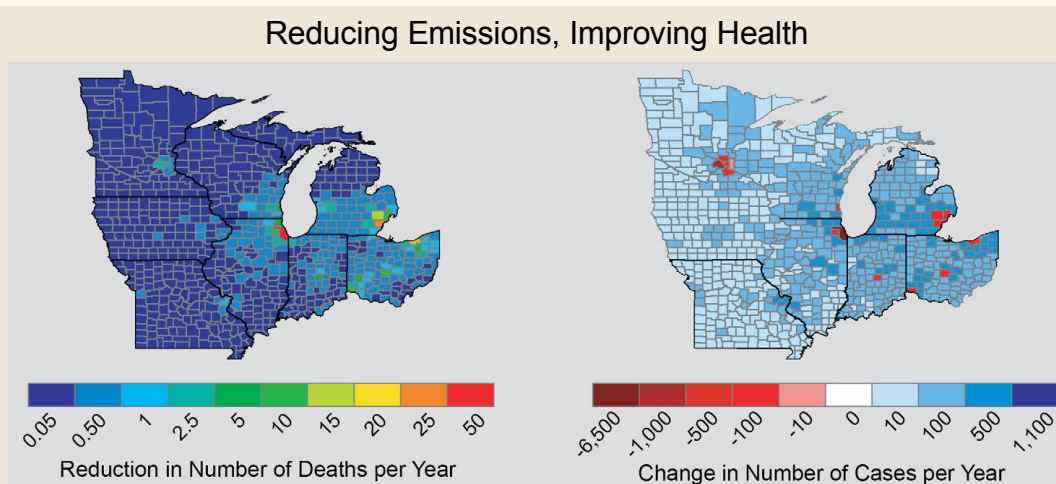 Reducing Emissions, Improving Health
0.05 0.50 1 2.5 5 10 15 20 25 50
Reduction in Number of Deaths per Year
-6,500 -1,000 -500 -100 -10 0 10 100 500 1,100
Change in Number of Cases per Year